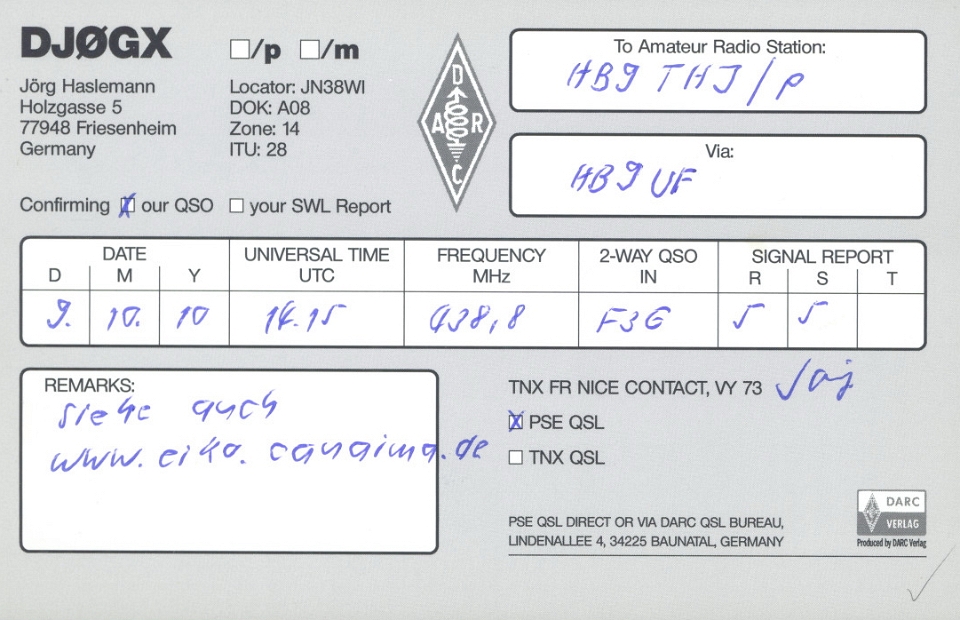 DJØGX
/p /m
Jörg Haslemann
Holzgasse 5
77948 Friesenheim
Germany
Locator: JN38WI
DOK: A08
Zone: 14
ITU: 28
D
A R
C
To Amateur Radio Station:
HB9 THJ/p
Via:
HB9 UF
Confirming X our QSO your SWL Report
DATE UNIVERSAL TIME FREQUENCY 2-WAY QSO SIGNAL REPORT
D M Y UTC MHz IN R S T
9. 10. 10 14.15 438,8 F3E 5 5
REMARKS:
siehe auch
www.eiko.canaima.de
TNX FR NICE CONTACT, VY 73 Jörg
X PSE QSL
TNX QSL
PSE QSL DIRECT OR VIA DARC QSL BUREAU,
LINDENALLEE 4, 34225 BAUNATAL, GERMANY
DARC
VERLAG
Produced by DARC Verlag